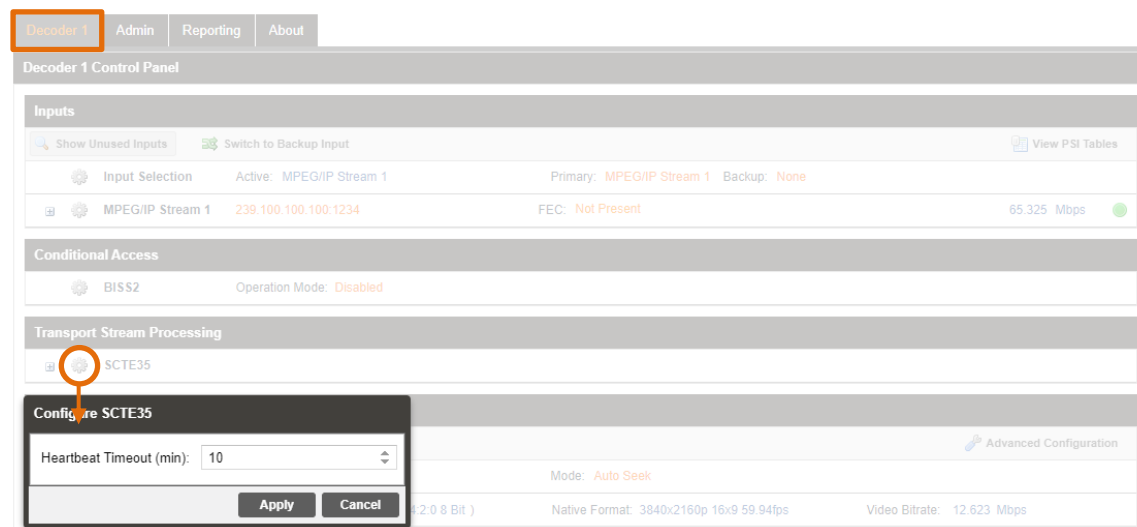 Decoder 1 Admin Reporting About
Decoder 1 Control Panel
Inputs
Show Unused Inputs Switch to Backup Input View PSI Tables
Input Selection Active: MPEG/IP Stream 1 Primary: MPEG/IP Stream 1 Backup: None
MPEG/IP Stream 1 239.100.100.100:1234 FEC: Not Present 65.325 Mbps
Conditional Access
BISS2 Operation Mode: Disabled
Transport Stream Processing
SCTE35
Configure SCTE35
Advanced Configuration
Heartbeat Timeout (min): 10
Mode: Auto Seek
Apply Cancel
4:2:0 8 Bit ) Native Format: 3840x2160p 16x9 59.94fps Video Bitrate: 12.623 Mbps